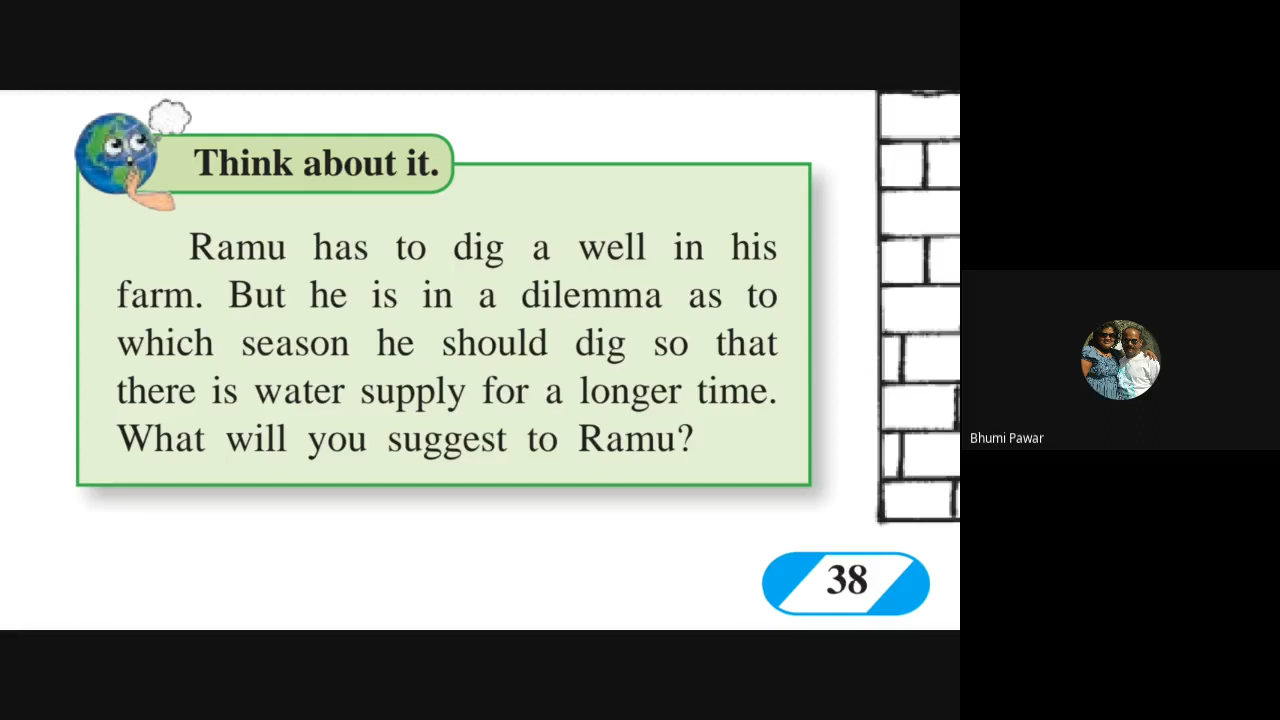 Think about it.
Ramu has to dig a well in his
farm. But he is in a dilemma as to
which season he should dig so that
there is water supply for a longer time.
What will you suggest to Ramu?
38
Bhumi Pawar